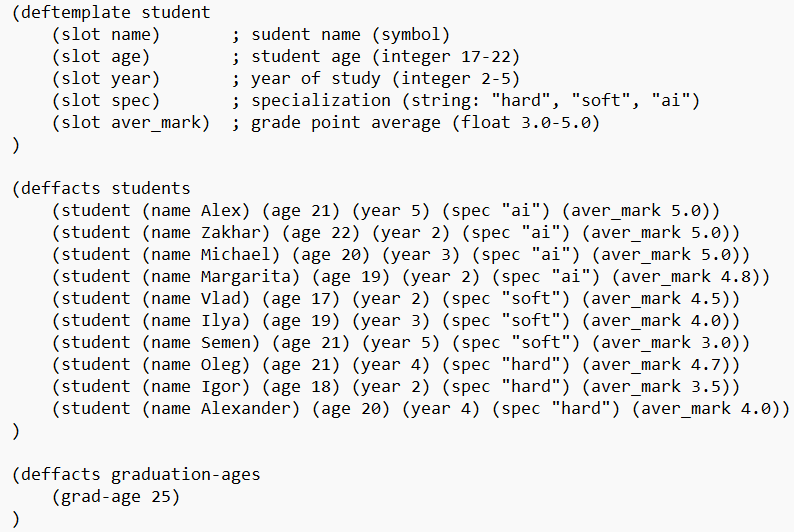 (deftemplate student
    (slot name)        ; sudent name (symbol)
    (slot age)         ; student age (integer 17-22)
    (slot year)        ; year of study (integer 2-5)
    (slot spec)        ; specialization (string: "hard", "soft", "ai")
    (slot aver_mark)  ; grade point average (float 3.0-5.0)
)

(deffacts students
    (student (name Alex) (age 21) (year 5) (spec "ai") (aver_mark 5.0))
    (student (name Zakhar) (age 22) (year 2) (spec "ai") (aver_mark 5.0))
    (student (name Michael) (age 20) (year 3) (spec "ai") (aver_mark 5.0))
    (student (name Margarita) (age 19) (year 2) (spec "ai") (aver_mark 4.8))
    (student (name Vlad) (age 17) (year 2) (spec "soft") (aver_mark 4.5))
    (student (name Ilya) (age 19) (year 3) (spec "soft") (aver_mark 4.0))
    (student (name Semen) (age 21) (year 5) (spec "soft") (aver_mark 3.0))
    (student (name Oleg) (age 21) (year 4) (spec "hard") (aver_mark 4.7))
    (student (name Igor) (age 18) (year 2) (spec "hard") (aver_mark 3.5))
    (student (name Alexander) (age 20) (year 4) (spec "hard") (aver_mark 4.0))
)

(deffacts graduation-ages
    (grad-age 25)
)